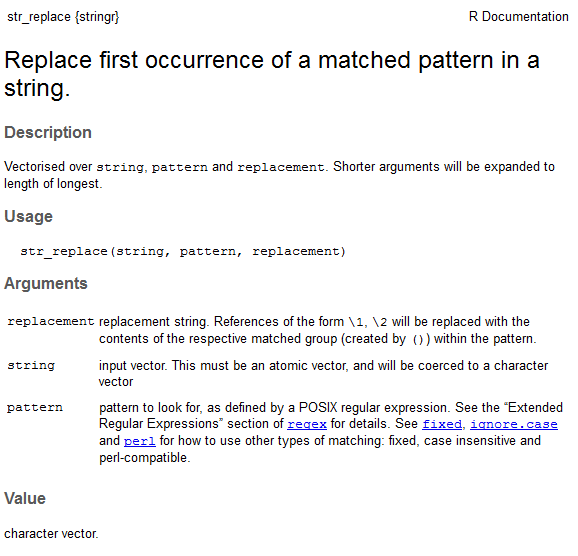 str_replace {stringr} R Documentation
Replace first occurrence of a matched pattern in a
string.
Description
Vectorised over string, pattern and replacement. Shorter arguments will be expanded to
length of longest.
Usage
str_replace(string, pattern, replacement)
Arguments
replacement replacement string. References of the form \1, \2 will be replaced with the
contents of the respective matched group (created by ()) within the pattern.
string input vector. This must be an atomic vector, and will be coerced to a character
vector
pattern pattern to look for, as defined by a POSIX regular expression. See the “Extended
Regular Expressions” section of regex for details. See fixed, ignore.case
and perl for how to use other types of matching: fixed, case insensitive and
perl-compatible.
Value
character vector.